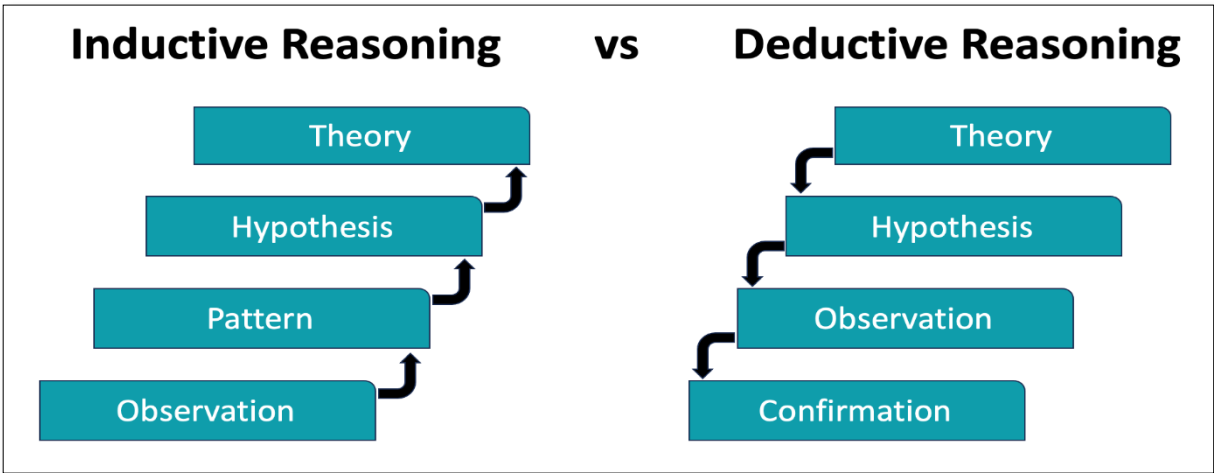 Inductive Reasoning vs Deductive Reasoning
Theory
Hypothesis
Pattern
Observation
Theory
Hypothesis
Observation
Confirmation